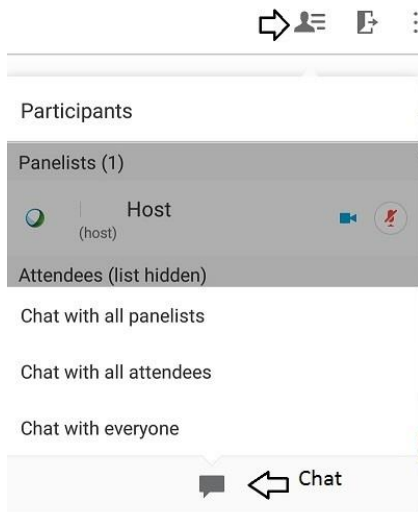 Participants
Panelists (1)
Host
(host)
Attendees (list hidden)
Chat with all panelists
Chat with all attendees
Chat with everyone
Chat